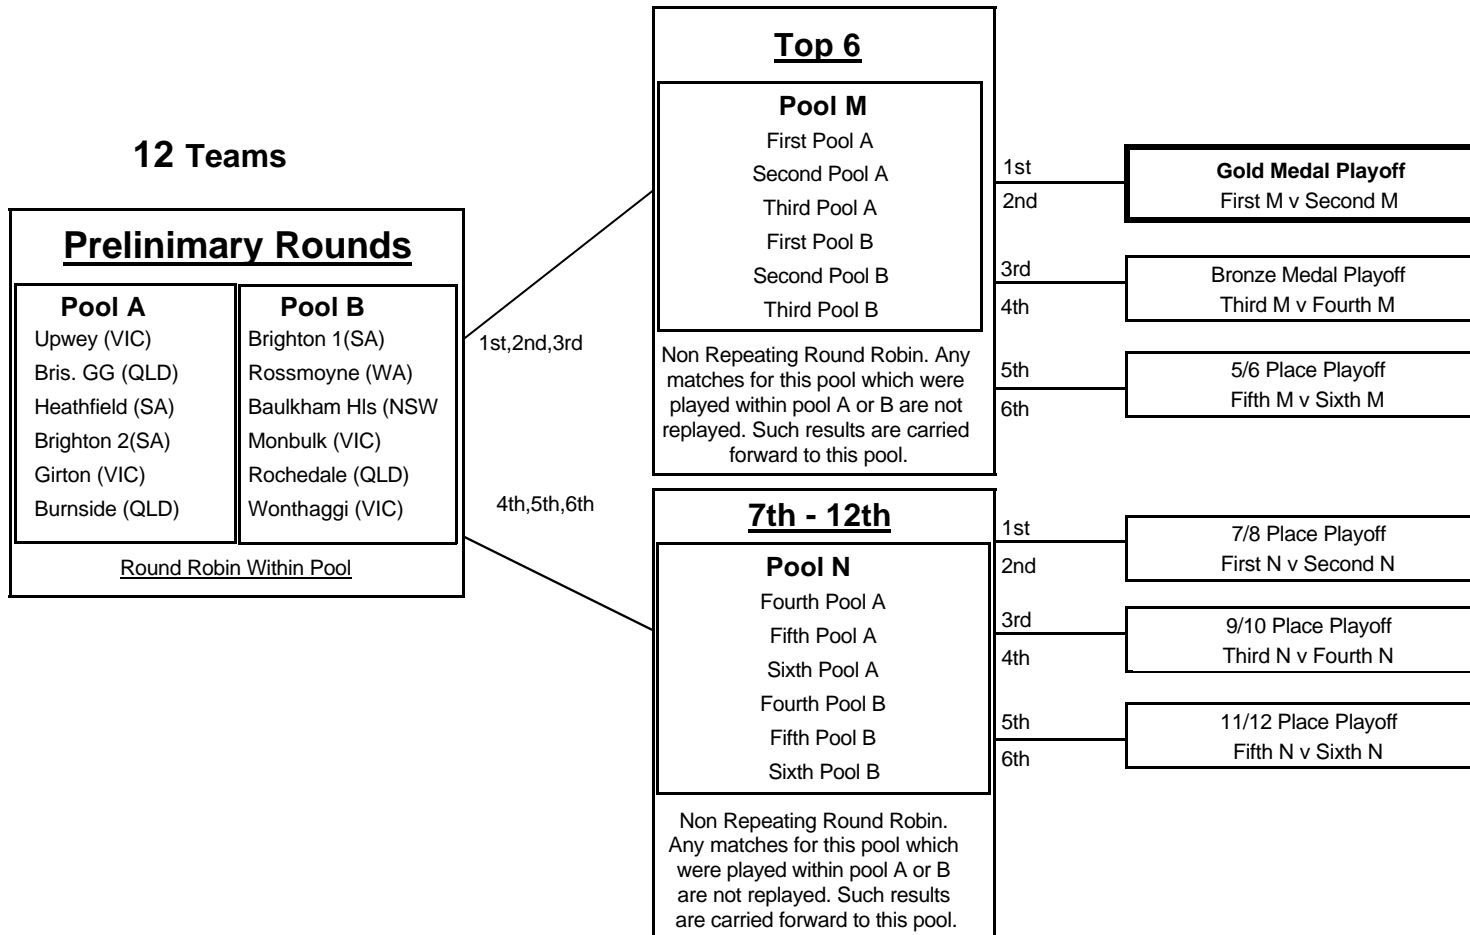 12 Teams
Prelinimary Rounds
Pool A
Upwey (VIC)
Bris. GG (QLD)
Heathfield (SA)
Brighton 2(SA)
Girton (VIC)
Burnside (QLD)
Pool B
Brighton 1(SA)
Rossmoyne (WA)
Baulkham Hls (NSW
Monbulk (VIC)
Rochedale (QLD)
Wonthaggi (VIC)
Round Robin Within Pool
1st,2nd,3rd
4th,5th,6th
Top 6
Pool M
First Pool A
Second Pool A
Third Pool A
First Pool B
Second Pool B
Third Pool B
Non Repeating Round Robin. Any
matches for this pool which were
played within pool A or B are not
replayed. Such results are carried
forward to this pool.
1st
2nd
Gold Medal Playoff
First M v Second M
3rd
4th
Bronze Medal Playoff
Third M v Fourth M
5th
6th
5/6 Place Playoff
Fifth M v Sixth M
7th - 12th
Pool N
Fourth Pool A
Fifth Pool A
Sixth Pool A
Fourth Pool B
Fifth Pool B
Sixth Pool B
Non Repeating Round Robin.
Any matches for this pool which
were played within pool A or B
are not replayed. Such results
are carried forward to this pool.
1st
2nd
7/8 Place Playoff
First N v Second N
3rd
4th
9/10 Place Playoff
Third N v Fourth N
5th
6th
11/12 Place Playoff
Fifth N v Sixth N